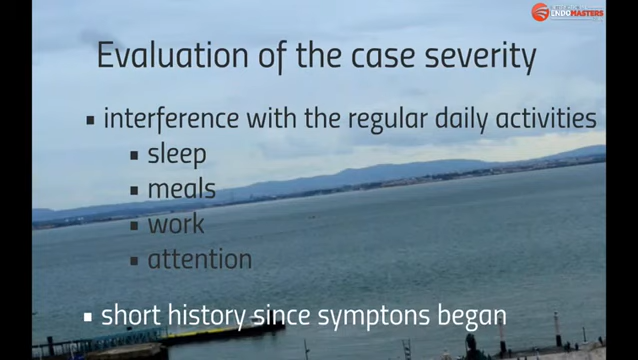 ENDOMASTERS
Evaluation of the case severity
▪ interference with the regular daily activities
▪ sleep
▪ meals
▪ work
▪ attention
▪ short history since symptons began